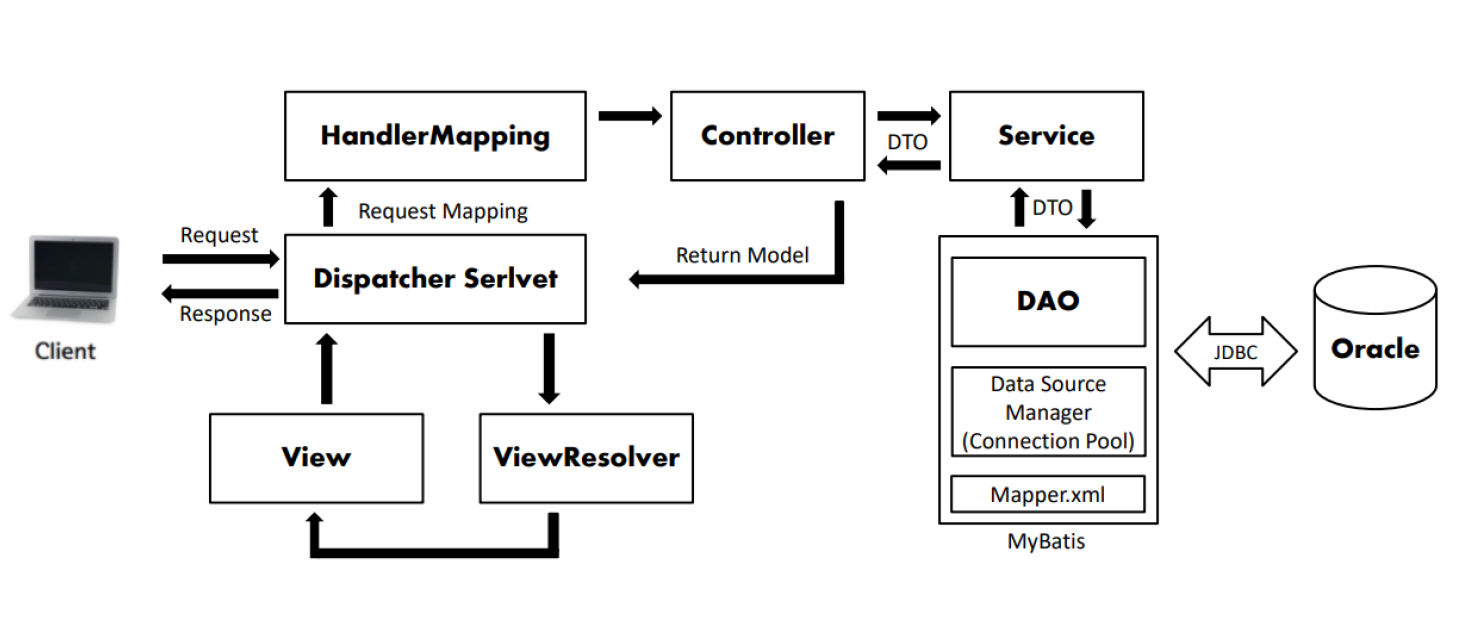 HandlerMapping
Controller
DTO
Service
Request Mapping
DTO
Request
Return Model
Dispatcher Serlvet
Response
Client
DAO
JDBC
Oracle
Data Source
Manager
(Connection Pool)
View
ViewResolver
Mapper.xml
MyBatis